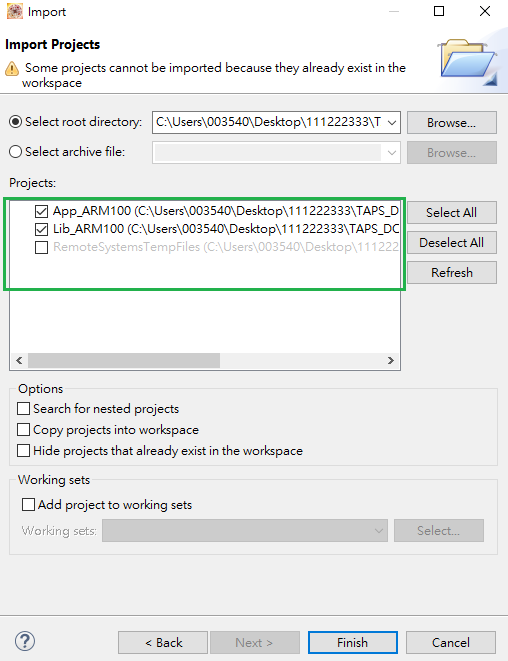 Import
Import Projects
Some projects cannot be imported because they already exist in the
workspace
Select root directory:
C:\Users\003540\Desktop\111222333\T
Browse...
Select archive file:
Browse...
Projects:
App_ARM100 (C:\Users\003540\Desktop\111222333\TAPS_D
Lib_ARM100 (C:\Users\003540\Desktop\111222333\TAPS_DC
RemoteSystemsTempFiles (C:\Users\003540\Desktop\111222
Select All
Deselect All
Refresh
Options
Search for nested projects
Copy projects into workspace
Hide projects that already exist in the workspace
Working sets
Add project to working sets
Working sets:
Select...
?
< Back
Next >
Finish
Cancel